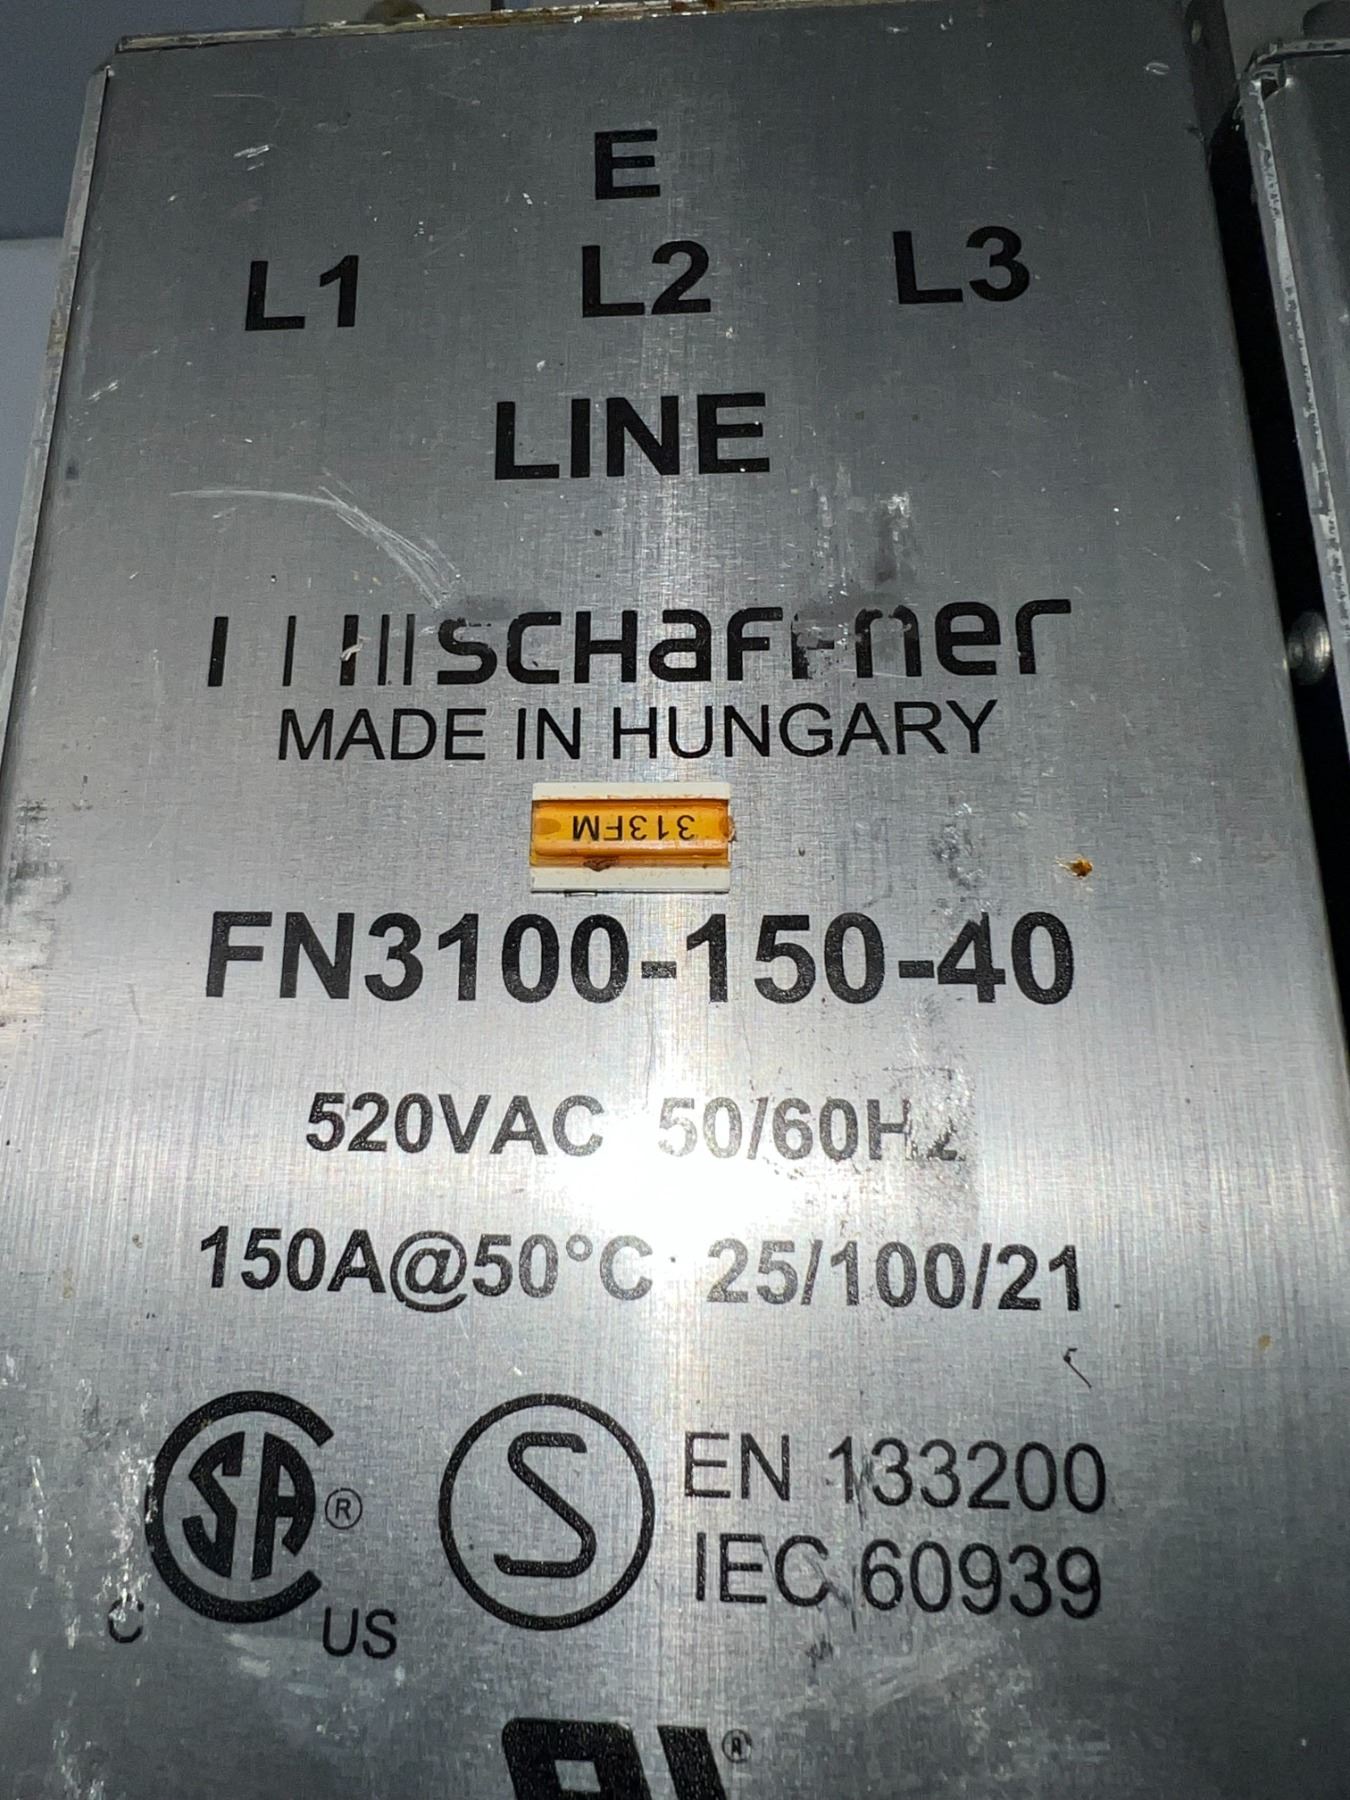 E
L1 L2 L3
LINE
SCHAFFNER
MADE IN HUNGARY
313FM
FN3100-150-40
520VAC 50/60Hz
150A@50°C 25/100/21
SA ®
C US
S
EN 133200
IEC 60939
®